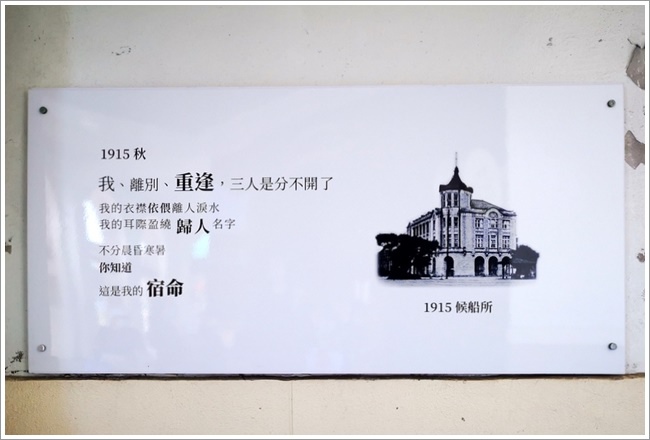 1915 秋
我、離別、重逢，三人是分不開了
我的衣襟依偎離人淚水
我的耳際盈繞 歸人名字
不分晨昏寒暑
你知道
這是我的 宿命
1915 候船所